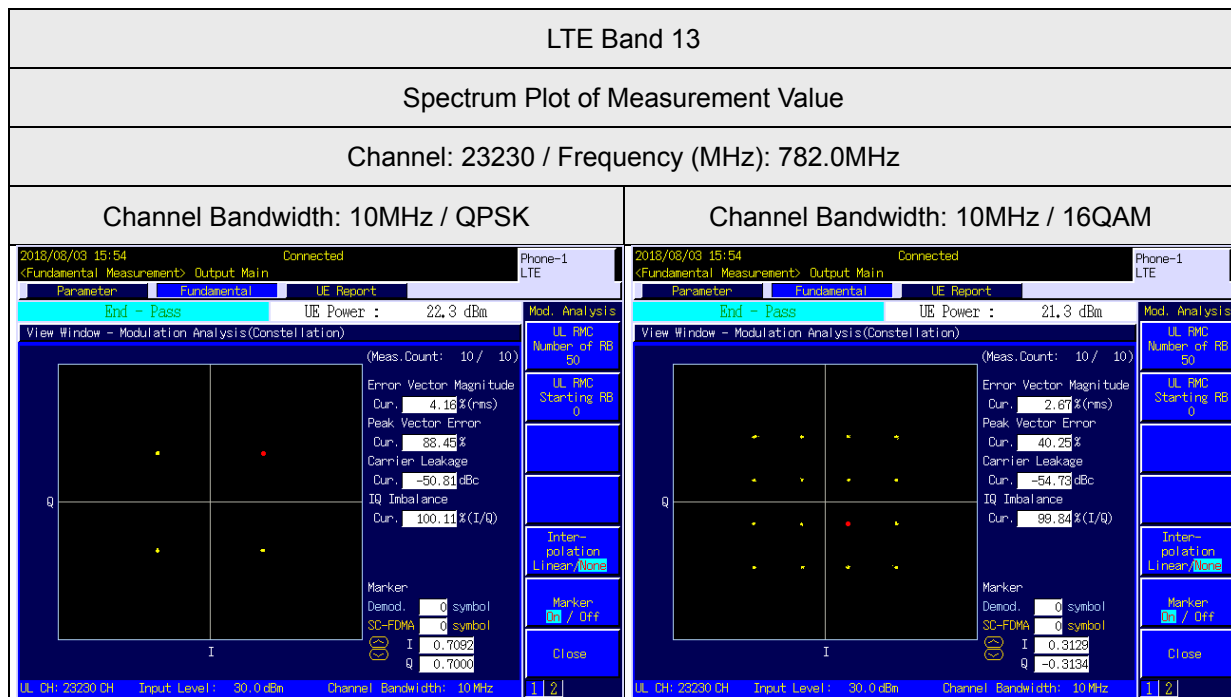 LTE Band 13
Spectrum Plot of Measurement Value
Channel: 23230 / Frequency (MHz): 782.0MHz
Channel Bandwidth: 10MHz / QPSK
2018/08/03 15:54 Connected
Phone-1
<Fundamental Measurement> Output Main
LTE
Parameter Fundamental UE Report
End - Pass UE Power : 22.3 dBm
Mod. Analysis
View Window - Modulation Analysis(Constellation)
(Meas.Count: 10/ 10)
Error Vector Magnitude
Cur. 4.16 %(rms)
Peak Vector Error
Cur. 88.45 %
Carrier Leakage
Cur. -50.81 dBc
IQ Imbalance
Cur. 100.11 %(I/Q)
Q
I
Marker
Demod. 0 symbol
SC-FDMA 0 symbol
I 0.7092
Q 0.7000
UL RMC
Number of RB
50
UL RMC
Starting RB
0
Inter-
polation
Linear/None
Marker
On / Off
Close
UL CH: 23230 CH Input Level: 30.0 dBm Channel Bandwidth: 10 MHz
1 2
Channel Bandwidth: 10MHz / 16QAM
2018/08/03 15:54 Connected
Phone-1
<Fundamental Measurement> Output Main
LTE
Parameter Fundamental UE Report
End - Pass UE Power : 21.3 dBm
Mod. Analysis
View Window - Modulation Analysis(Constellation)
(Meas.Count: 10/ 10)
Error Vector Magnitude
Cur. 2.67 %(rms)
Peak Vector Error
Cur. 40.25 %
Carrier Leakage
Cur. -54.73 dBc
IQ Imbalance
Cur. 99.84 %(I/Q)
Q
I
Marker
Demod. 0 symbol
SC-FDMA 0 symbol
I 0.3129
Q -0.3134
UL RMC
Number of RB
50
UL RMC
Starting RB
0
Inter-
polation
Linear/None
Marker
On / Off
Close
UL CH: 23230 CH Input Level: 30.0 dBm Channel Bandwidth: 10 MHz
1 2